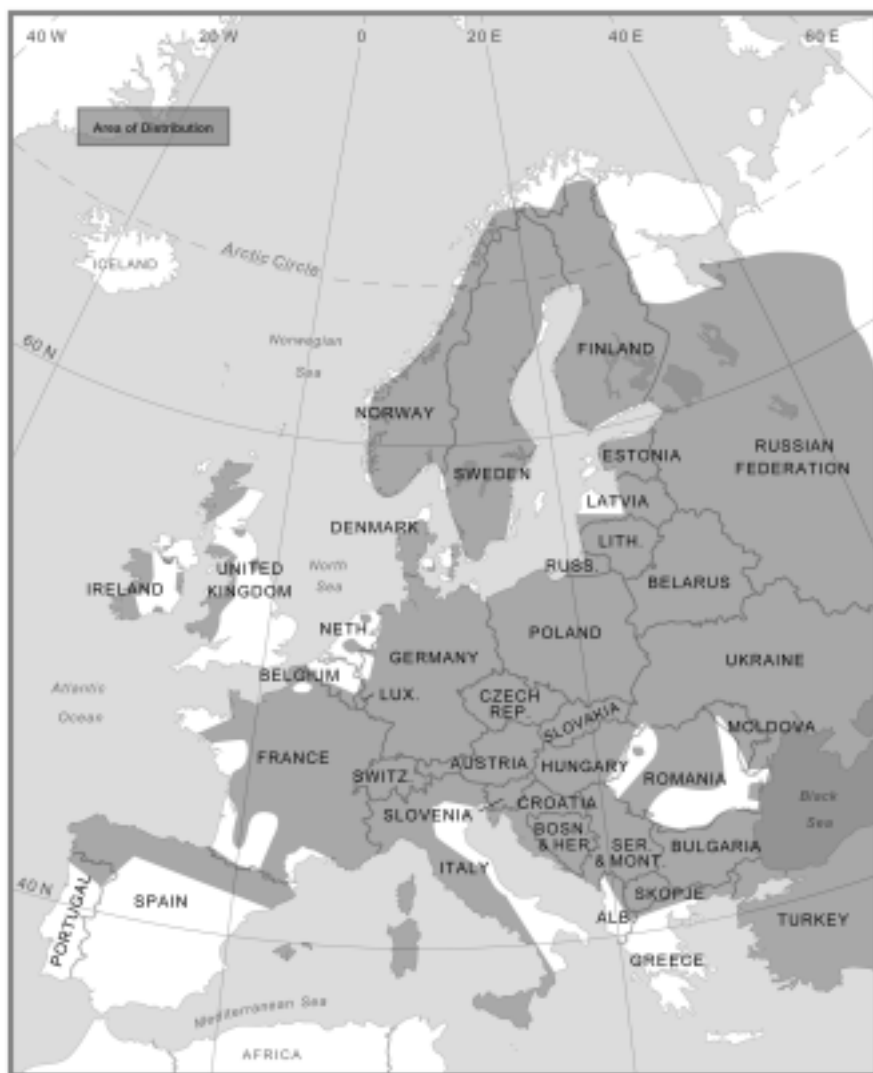 40 W
20 W
0
20 E
40 E
60 E
Area of Distribution
ICELAND
Arctic Circle
60 N
Norwegian
Sea
FINLAND
NORWAY
SWEDEN
ESTONIA
RUSSIAN
FEDERATION
LATVIA
DENMARK
LITH.
RUSS.
North
Sea
UNITED
KINGDOM
IRELAND
BELARUS
NETH.
POLAND
GERMANY
UKRAINE
BELGIUM
Atlantic
Ocean
LUX.
CZECH
REP.
SLOVAKIA
MOLDOVA
FRANCE
AUSTRIA
HUNGARY
SWITZ.
ROMANIA
Black
Sea
CROATIA
SLOVENIA
BOSN.
& HER.
SER.
& MONT.
BULGARIA
ITALY
40 N
SKOPJE
SPAIN
PORTUGAL
ALB.
TURKEY
GREECE
Mediterranean Sea
AFRICA